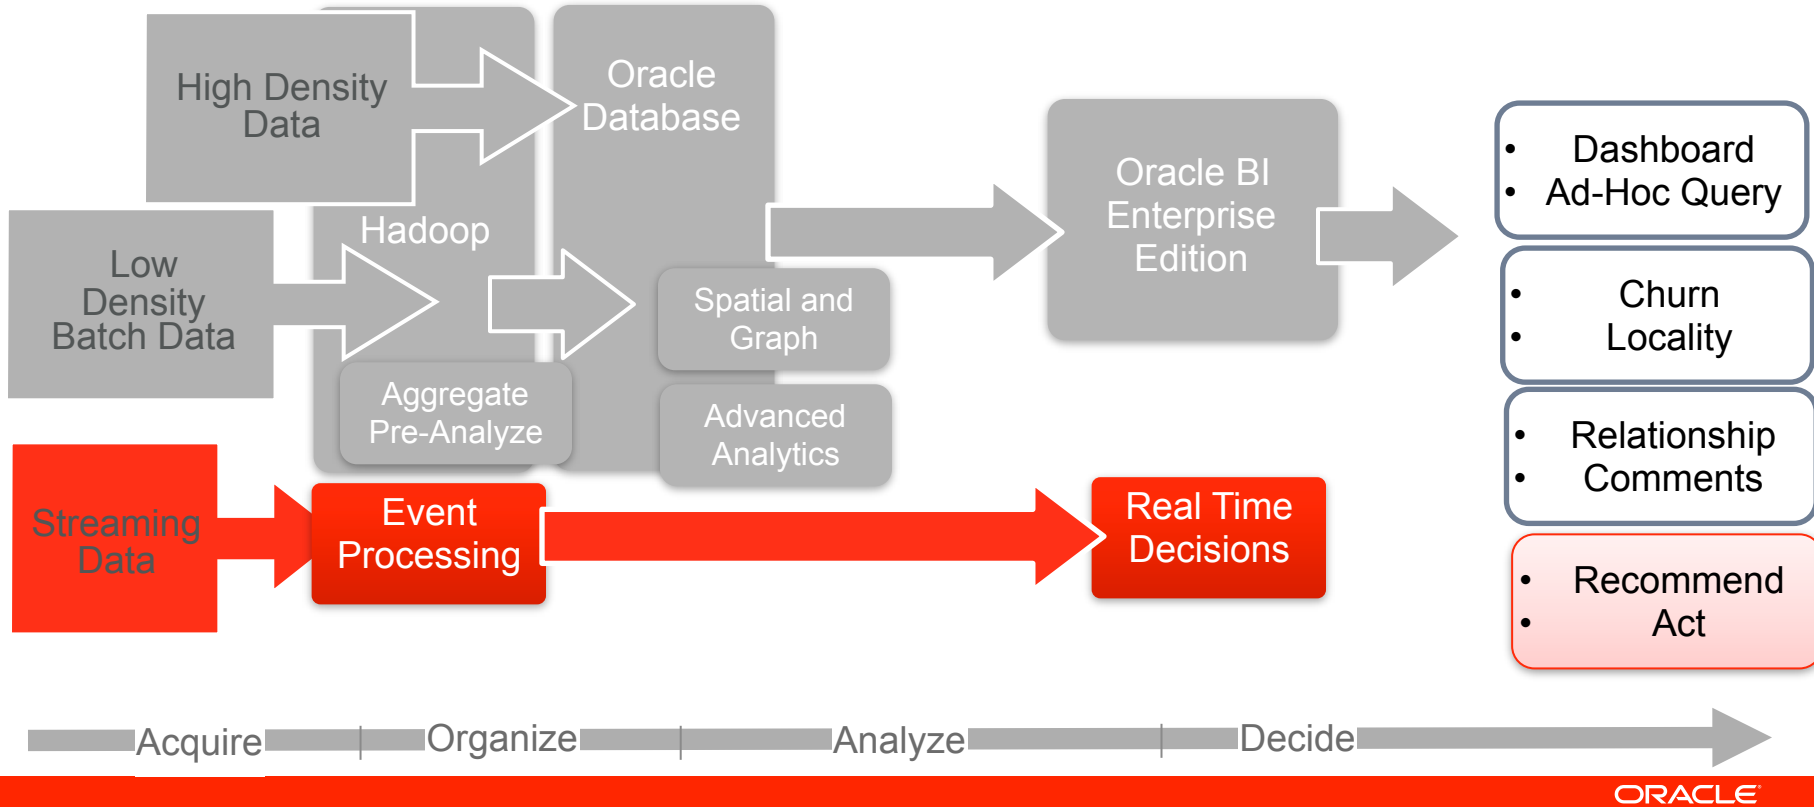 High Density
Data
Oracle
Database
Hadoop
Low
Density
Batch Data
Oracle BI
Enterprise
Edition
Spatial and
Graph
Aggregate
Pre-Analyze
Advanced
Analytics
Streaming
Data
Event
Processing
Real Time
Decisions
• Dashboard
• Ad-Hoc Query
• Churn
• Locality
• Relationship
• Comments
• Recommend
• Act
Acquire
Organize
Analyze
Decide
ORACLE